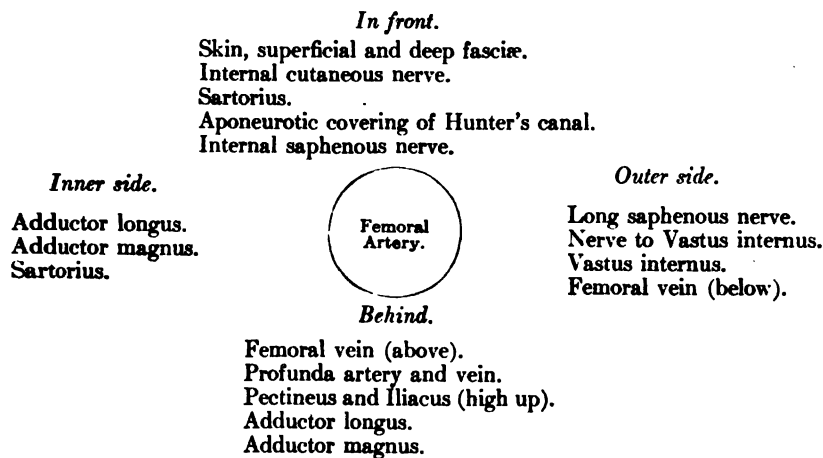 In front.
Skin, superficial and deep fasciæ.
Internal cutaneous nerve.
Sartorius.
Aponeurotic covering of Hunter's canal.
Internal saphenous nerve.
Inner side.
Adductor longus.
Adductor magnus.
Sartorius.
Femoral
Artery.
Outer side.
Long saphenous nerve.
Nerve to Vastus internus.
Vastus internus.
Femoral vein (below).
Behind.
Femoral vein (above).
Profunda artery and vein.
Pectineus and Iliacus (high up).
Adductor longus.
Adductor magnus.